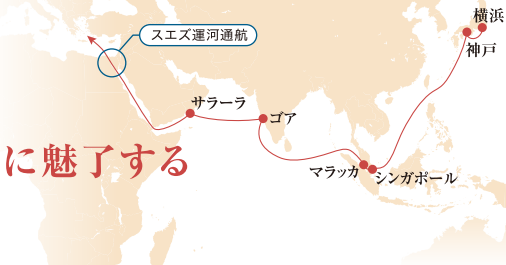 横浜
神戸
スエズ運河通航
サラーラ
ゴア
に魅了する
マラッカ
シンガポール